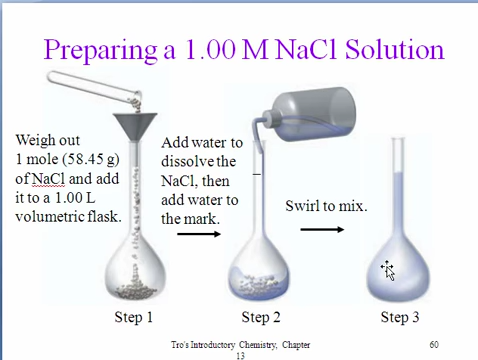 Preparing a 1.00 M NaCl Solution
Weigh out
1 mole (58.45 g)
of NaCl and add
it to a 1.00 L
volumetric flask.
Add water to
dissolve the
NaCl, then
add water to
the mark.
Swirl to mix.
Step 1
Step 2
Step 3
Tro's Introductory Chemistry, Chapter
13
60